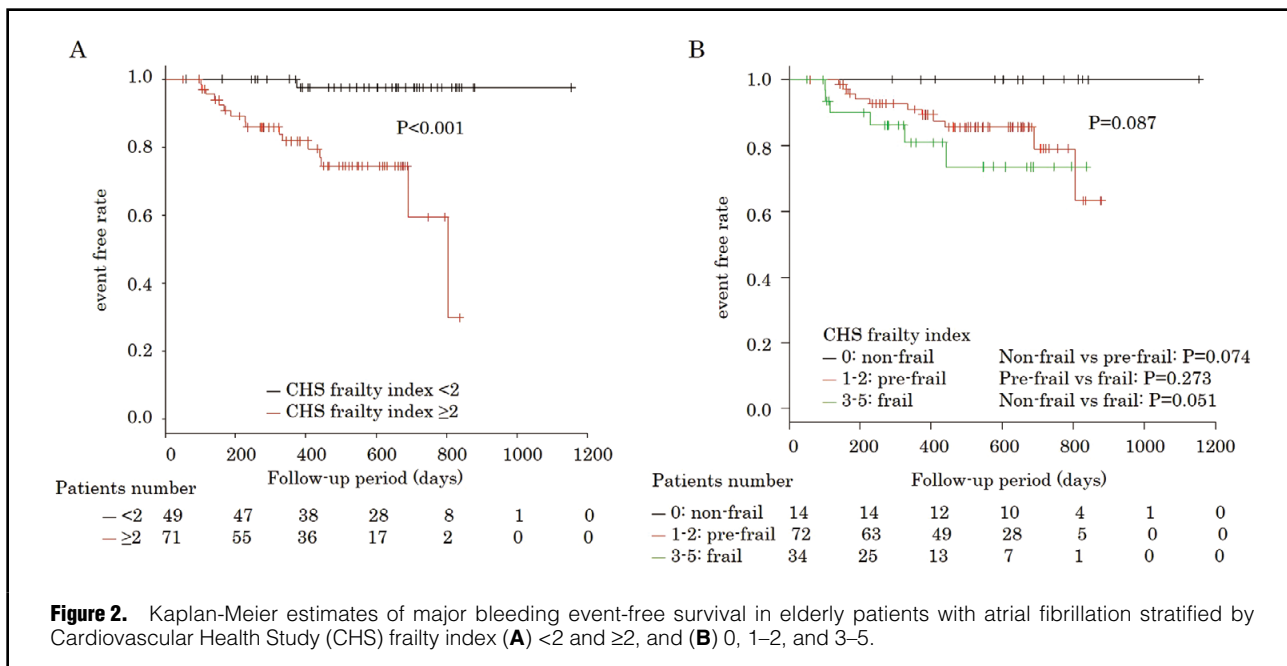 A
1.0
0.8
0.6
0.4
0.2
0.0
event free rate
P<0.001
— CHS frailty index <2
— CHS frailty index ≥2
0 200 400 600 800 1000 1200
Follow-up period (days)
Patients number
— <2 49 47 38 28 8 1 0
— ≥2 71 55 36 17 2 0 0
B
1.0
0.8
0.6
0.4
0.2
0.0
event free rate
P=0.087
CHS frailty index
— 0: non-frail Non-frail vs pre-frail: P=0.074
— 1-2: pre-frail Pre-frail vs frail: P=0.273
— 3-5: frail Non-frail vs frail: P=0.051
0 200 400 600 800 1000 1200
Patients number Follow-up period (days)
— 0: non-frail 14 14 12 10 4 1 0
— 1-2: pre-frail 72 63 49 28 5 0 0
— 3-5: frail 34 25 13 7 1 0 0
Figure 2. Kaplan-Meier estimates of major bleeding event-free survival in elderly patients with atrial fibrillation stratified by
Cardiovascular Health Study (CHS) frailty index (A) <2 and ≥2, and (B) 0, 1–2, and 3–5.